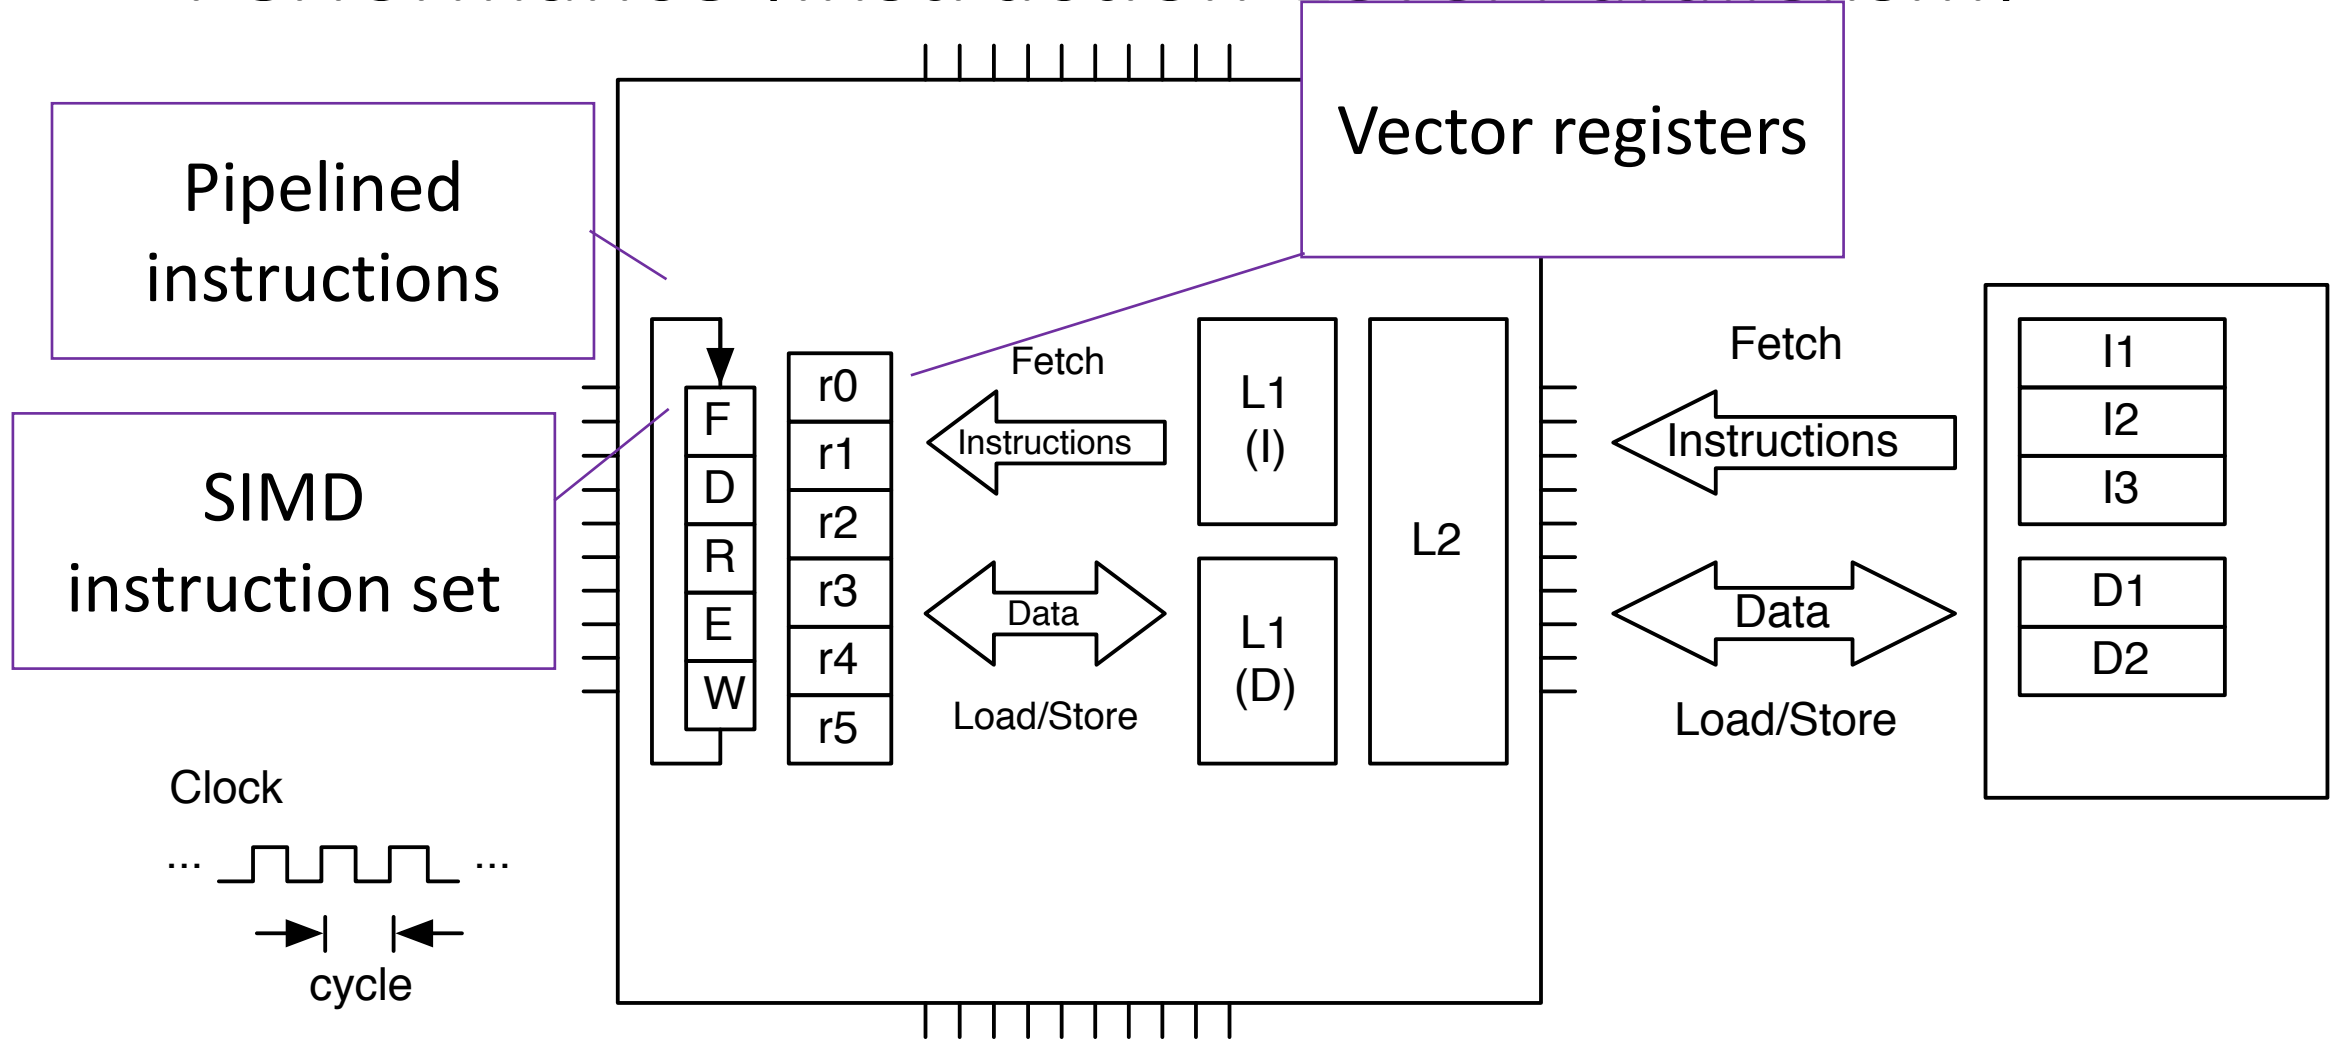 Vector registers
Pipelined
instructions
SIMD
instruction set
F
D
R
E
W
r0
r1
r2
r3
r4
r5
Fetch
Instructions
Data
Load/Store
L1
(I)
L1
(D)
L2
Fetch
Instructions
Data
Load/Store
I1
I2
I3
D1
D2
Clock
... ...
cycle